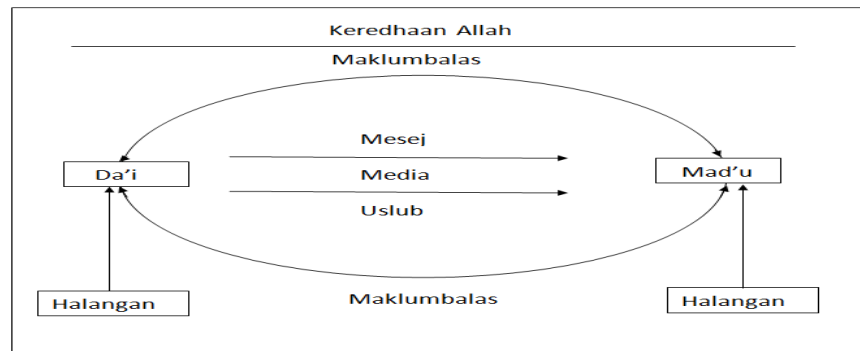 Keredhaan Allah
Maklumbalas
Mesej
Da’i
Media
Mad’u
Uslub
Halangan
Maklumbalas
Halangan